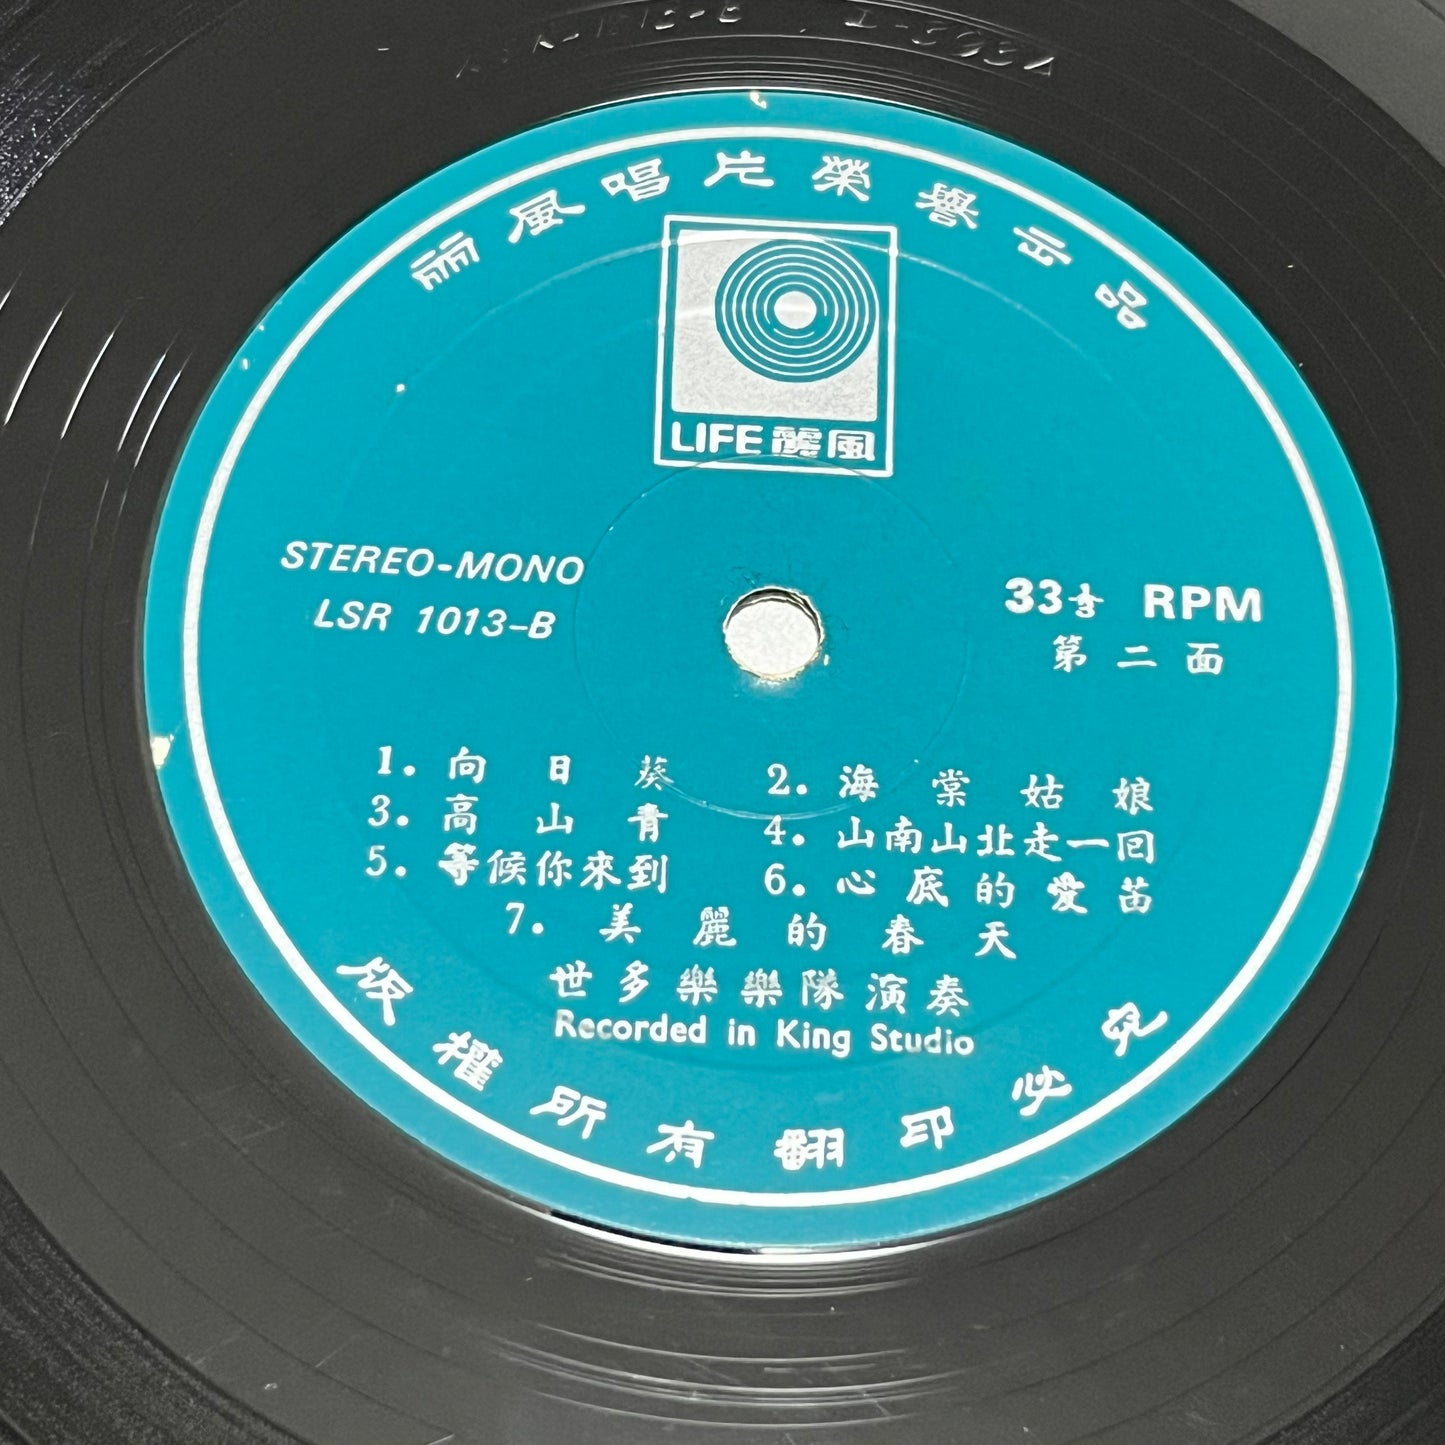 丽風唱片榮譽出品
LIFE 麗風
STEREO-MONO
LSR 1013-B
33⅓ RPM
第二面
1. 向日葵 2. 海棠姑娘
3. 高山青 4. 山南山北走一回
5. 等候你來到 6. 心底的愛苗
7. 美麗的春天
世多樂樂隊演奏
Recorded in King Studio
版權所有翻印必究